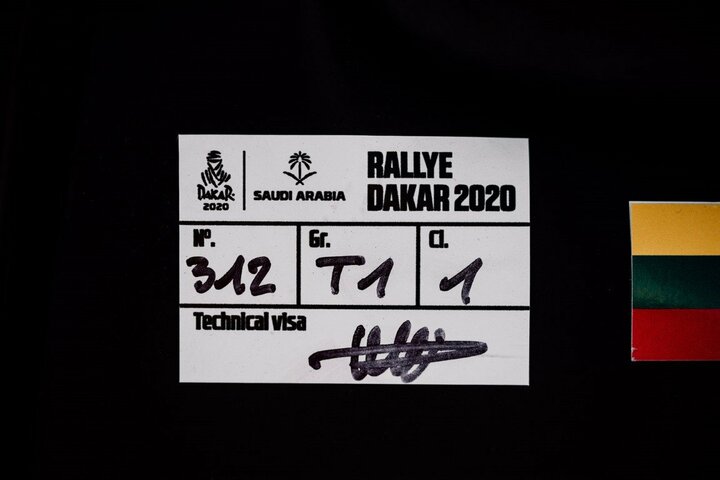 DAKAR
2020
SAUDI ARABIA
RALLYE
DAKAR 2020
Nº. Gr. Cl.
312 T1 1
Technical visa